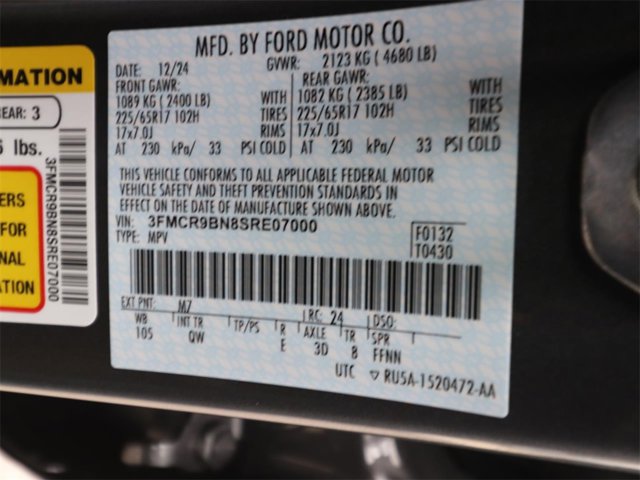 MFD. BY FORD MOTOR CO.
DATE: 12/24 GVWR: 2123 KG ( 4680 LB)
FRONT GAWR: REAR GAWR:
1089 KG (2400 LB) WITH 1082 KG ( 2385 LB) WITH
225/65R17 102H TIRES 225/65R17 102H TIRES
17x7.0J RIMS 17x7.0J RIMS
AT 230 kPa/ 33 PSI COLD AT 230 kPa/ 33 PSI COLD
THIS VEHICLE CONFORMS TO ALL APPLICABLE FEDERAL MOTOR
VEHICLE SAFETY AND THEFT PREVENTION STANDARDS IN
EFFECT ON THE DATE OF MANUFACTURE SHOWN ABOVE.
VIN: 3FMCR9BN8SRE07000 F0132
TYPE: MPV T0430
EXT PNT: M7 RC: 24 DSO:
WB INT TR TP/PS R AXLE TR SPR
105 QW E 3D 8 FFNN
UTC ▽ RU5A-1520472-AA
RMATION
REAR: 3
lbs.
3FMCR9BN8SRE07000
ERS
FOR
NAL
ATION